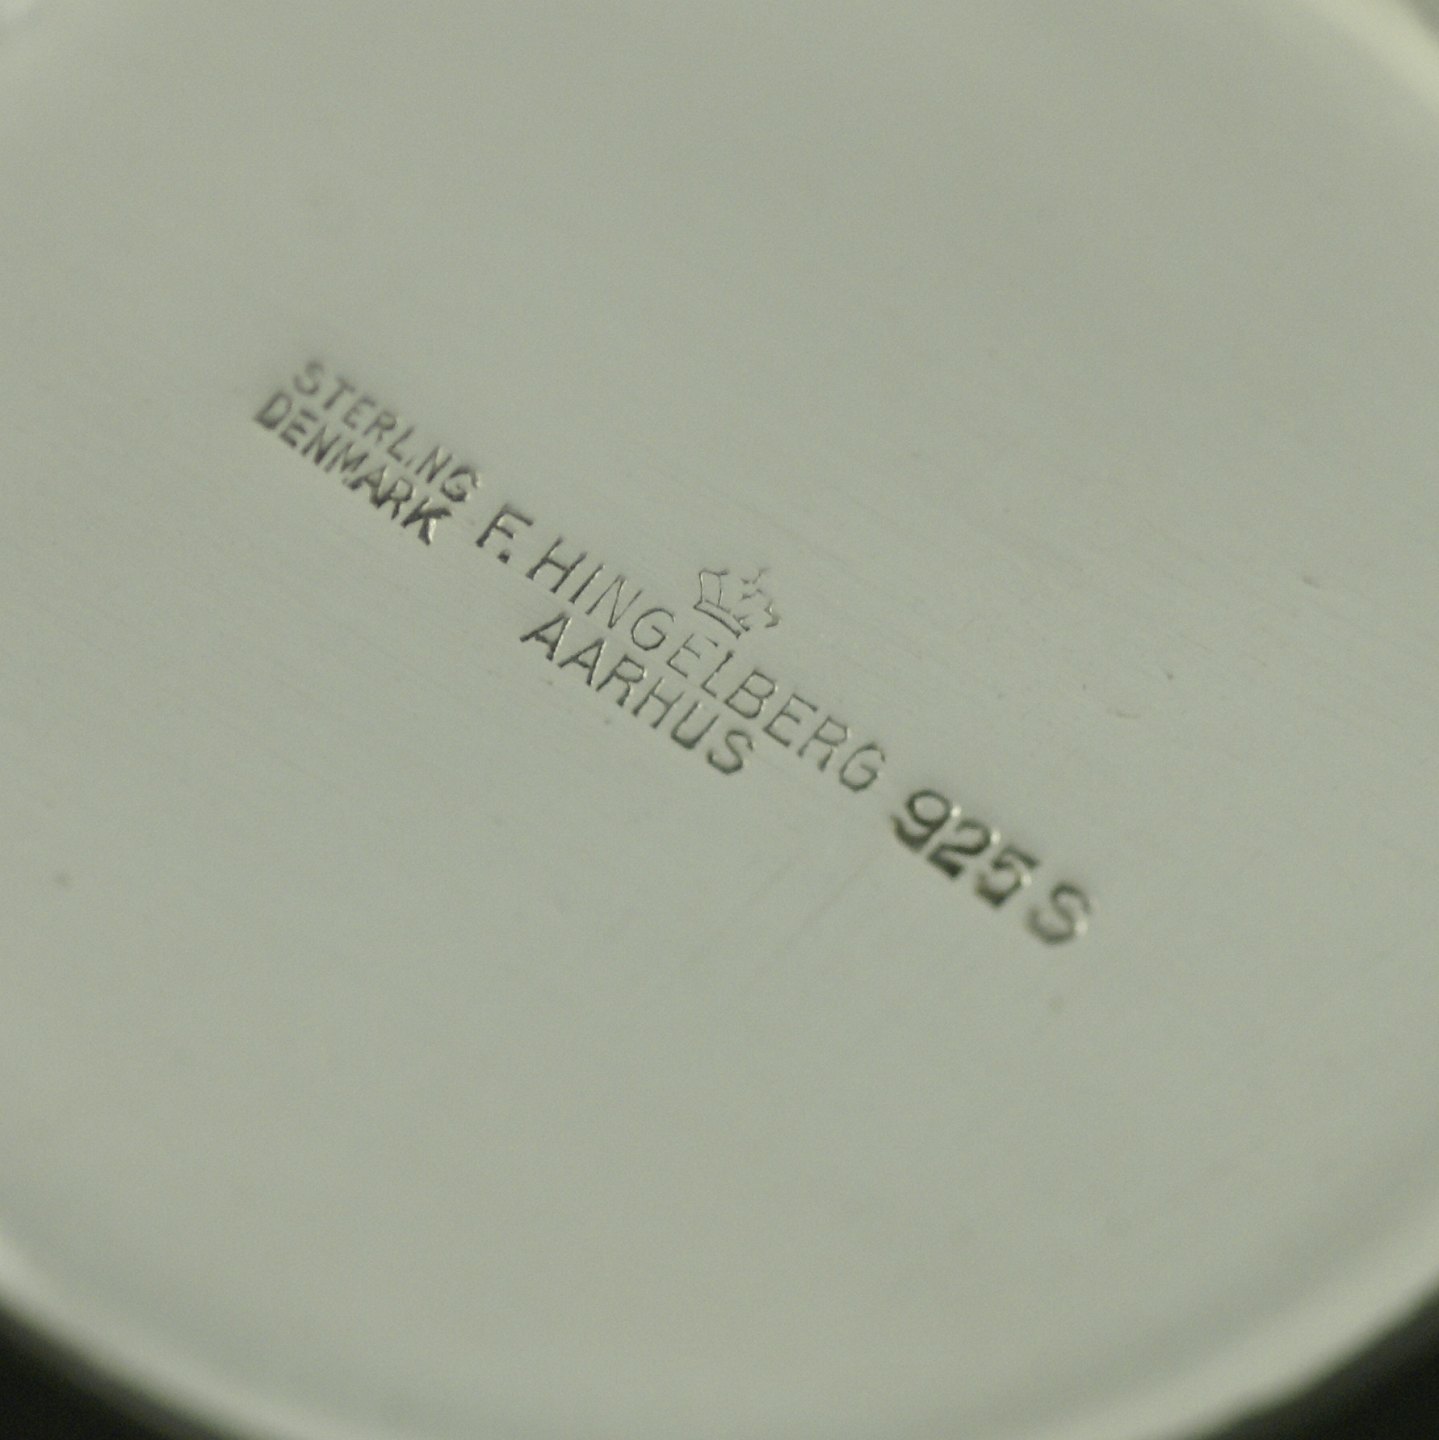 STERLING
DENMARK
F. HINGELBERG
AARHUS
925 S